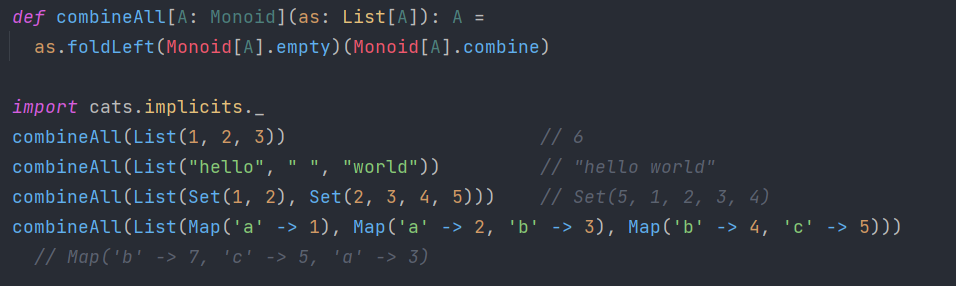 def combineAll[A: Monoid](as: List[A]): A =
  as.foldLeft(Monoid[A].empty)(Monoid[A].combine)
import cats.implicits._
combineAll(List(1, 2, 3))                       // 6
combineAll(List("hello", " ", "world"))         // "hello world"
combineAll(List(Set(1, 2), Set(2, 3, 4, 5)))    // Set(5, 1, 2, 3, 4)
combineAll(List(Map('a' -> 1), Map('a' -> 2, 'b' -> 3), Map('b' -> 4, 'c' -> 5)))
  // Map('b' -> 7, 'c' -> 5, 'a' -> 3)